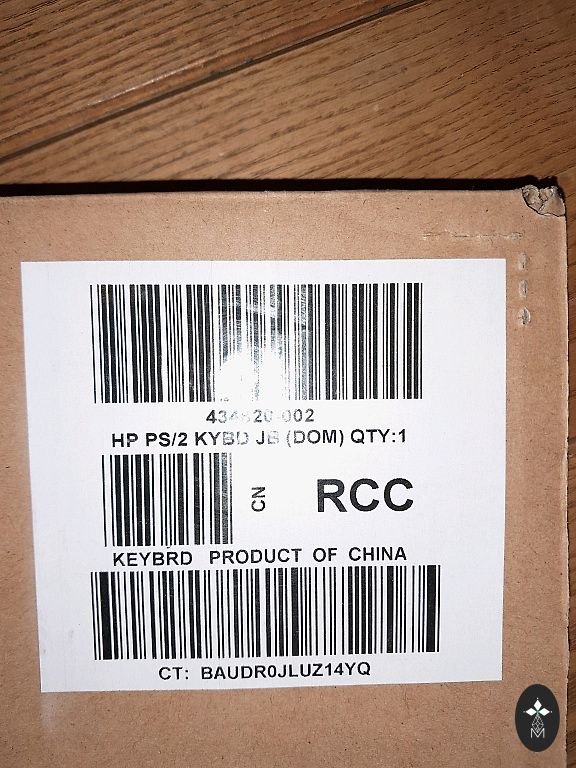 HP PS/2 KYBD JB (DOM) QTY:1
CN
RCC
KEYBRD PRODUCT OF CHINA
CT: BAUDR0JLUZ14YQ